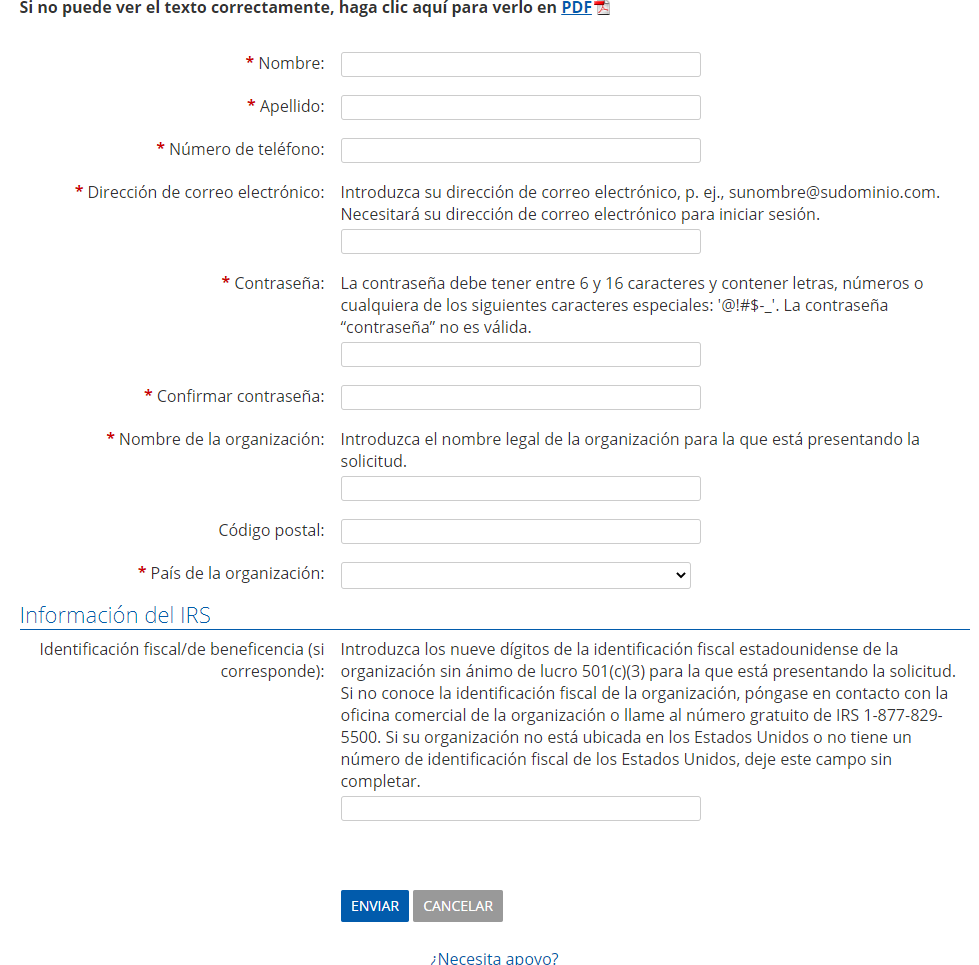 Si no puede ver el texto correctamente, haga clic aquí para verlo en PDF
* Nombre:
* Apellido:
* Número de teléfono:
* Dirección de correo electrónico:
Introduzca su dirección de correo electrónico, p. ej., sunombre@sudominio.com.
Necesitará su dirección de correo electrónico para iniciar sesión.
* Contraseña:
La contraseña debe tener entre 6 y 16 caracteres y contener letras, números o
cualquiera de los siguientes caracteres especiales: '@!#$-_'. La contraseña
“contraseña” no es válida.
* Confirmar contraseña:
* Nombre de la organización:
Introduzca el nombre legal de la organización para la que está presentando la
solicitud.
Código postal:
* País de la organización:
Información del IRS
Identificación fiscal/de beneficencia (si
corresponde):
Introduzca los nueve dígitos de la identificación fiscal estadounidense de la
organización sin ánimo de lucro 501(c)(3) para la que está presentando la solicitud.
Si no conoce la identificación fiscal de la organización, póngase en contacto con la
oficina comercial de la organización o llame al número gratuito de IRS 1-877-829-
5500. Si su organización no está ubicada en los Estados Unidos o no tiene un
número de identificación fiscal de los Estados Unidos, deje este campo sin
completar.
ENVIAR
CANCELAR
¿Necesita apoyo?